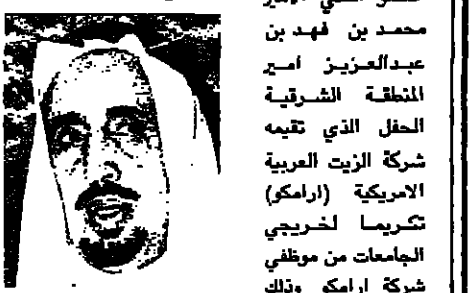 محمد بن فهد بن
عبدالعزيز امير
المنطقة الشرقية
الحفل الذي تقيمه
شركة الزيت العربية
الامريكية (ارامكو)
تكريما لخريجي
الجامعات من موظفي
شركة ارامكو وذلك